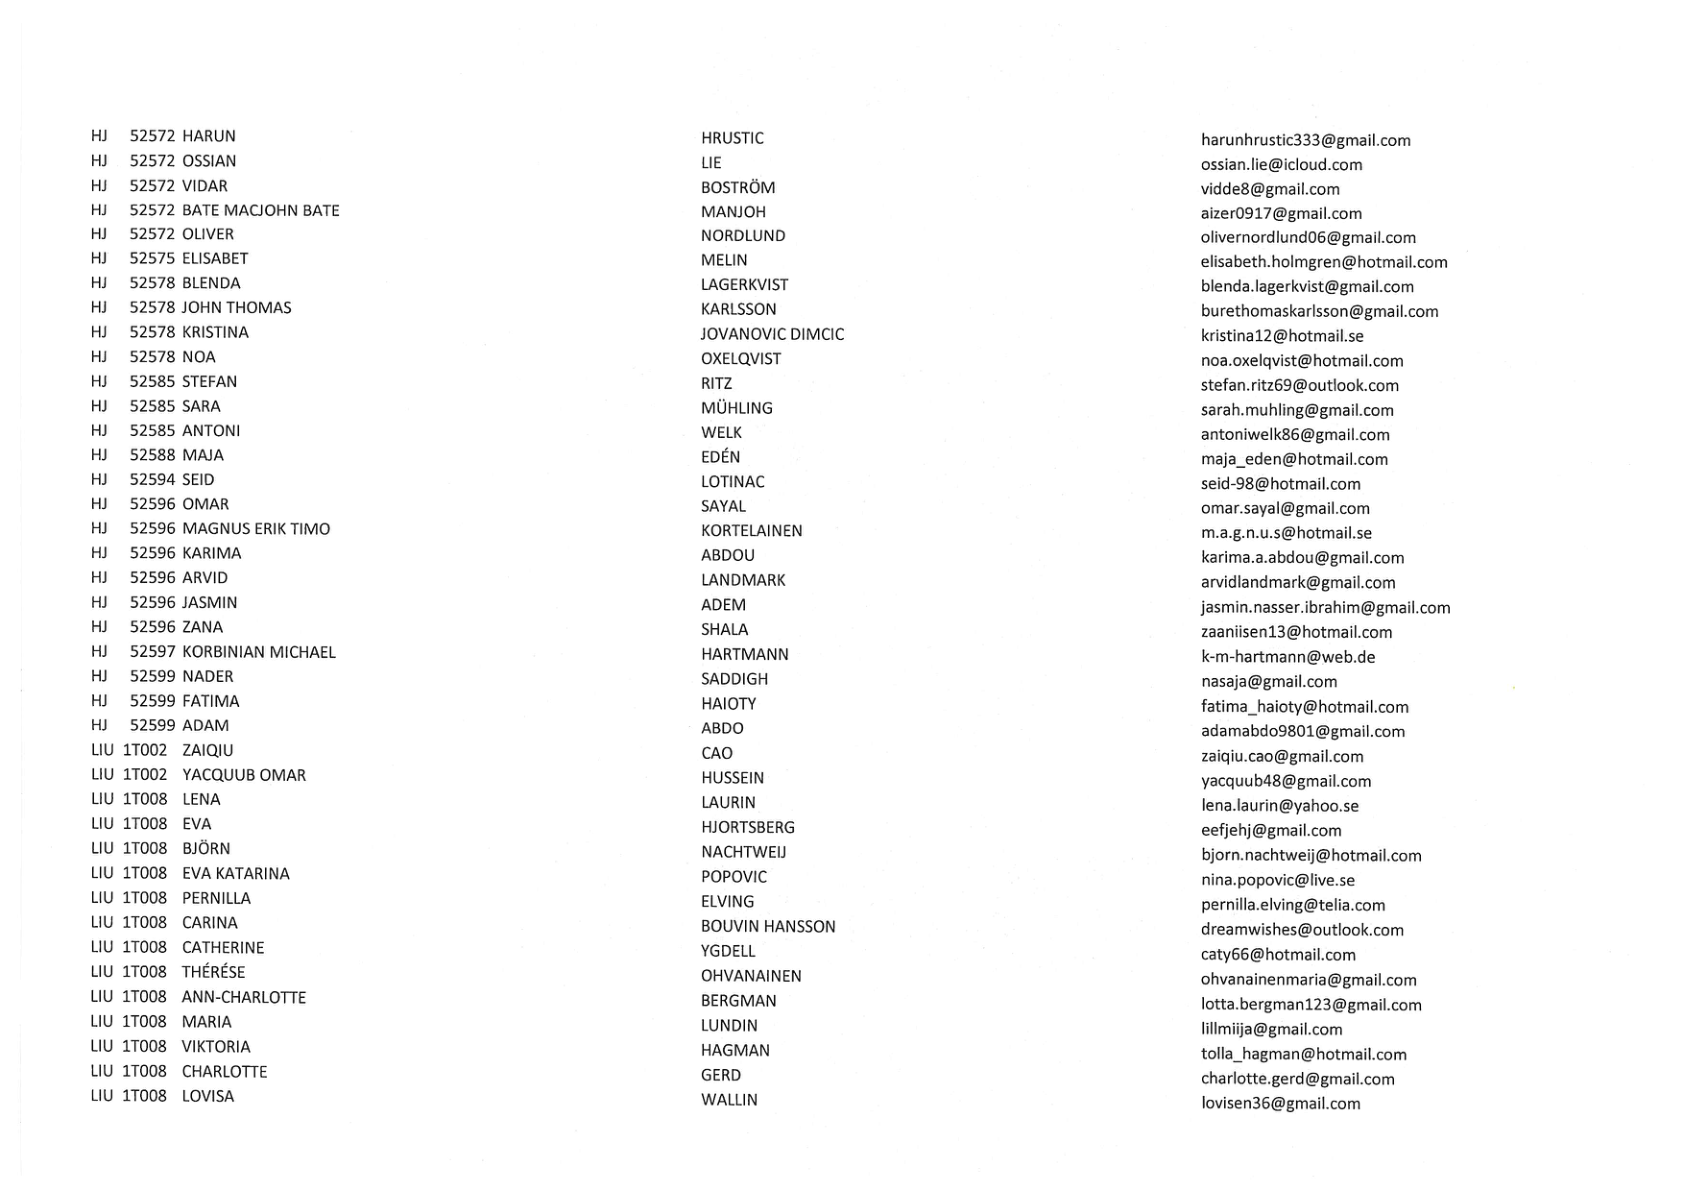 HJ 52572 HARUN HRUSTIC harunhrustic333@gmail.com
HJ 52572 OSSIAN LIE ossian.lie@icloud.com
HJ 52572 VIDAR BOSTRÖM vidde8@gmail.com
HJ 52572 BATE MACJOHN BATE MANJOH aizer0917@gmail.com
HJ 52572 OLIVER NORDLUND olivernordlund06@gmail.com
HJ 52575 ELISABET MELIN elisabeth.holmgren@hotmail.com
HJ 52578 BLENDA LAGERKVIST blenda.lagerkvist@gmail.com
HJ 52578 JOHN THOMAS KARLSSON burethomaskarlsson@gmail.com
HJ 52578 KRISTINA JOVANOVIC DIMCIC kristina12@hotmail.se
HJ 52578 NOA OXELQVIST noa.oxelqvist@hotmail.com
HJ 52585 STEFAN RITZ stefan.ritz69@outlook.com
HJ 52585 SARA MÜHLING sarah.muhling@gmail.com
HJ 52585 ANTONI WELK antoniwelk86@gmail.com
HJ 52588 MAJA EDÉN maja_eden@hotmail.com
HJ 52594 SEID LOTINAC seid-98@hotmail.com
HJ 52596 OMAR SAYAL omar.sayal@gmail.com
HJ 52596 MAGNUS ERIK TIMO KORTELAINEN m.a.g.n.u.s@hotmail.se
HJ 52596 KARIMA ABDOU karima.a.abdou@gmail.com
HJ 52596 ARVID LANDMARK arvidlandmark@gmail.com
HJ 52596 JASMIN ADEM jasmin.nasser.ibrahim@gmail.com
HJ 52596 ZANA SHALA zaaniisen13@hotmail.com
HJ 52597 KORBINIAN MICHAEL HARTMANN k-m-hartmann@web.de
HJ 52599 NADER SADDIGH nasaja@gmail.com
HJ 52599 FATIMA HAIOTY fatima_haioty@hotmail.com
HJ 52599 ADAM ABDO adamabdo9801@gmail.com
LIU 1T002 ZAIQIU CAO zaiqiu.cao@gmail.com
LIU 1T002 YACQUUB OMAR HUSSEIN yacquub48@gmail.com
LIU 1T008 LENA LAURIN lena.laurin@yahoo.se
LIU 1T008 EVA HJORTSBERG eefjehj@gmail.com
LIU 1T008 BJÖRN NACHTWEIJ bjorn.nachtweij@hotmail.com
LIU 1T008 EVA KATARINA POPOVIC nina.popovic@live.se
LIU 1T008 PERNILLA ELVING pernilla.elving@telia.com
LIU 1T008 CARINA BOUVIN HANSSON dreamwishes@outlook.com
LIU 1T008 CATHERINE YGDELL caty66@hotmail.com
LIU 1T008 THÉRÉSE OHVANAINEN ohvanainenmaria@gmail.com
LIU 1T008 ANN-CHARLOTTE BERGMAN lotta.bergman123@gmail.com
LIU 1T008 MARIA LUNDIN lillmiija@gmail.com
LIU 1T008 VIKTORIA HAGMAN tolla_hagman@hotmail.com
LIU 1T008 CHARLOTTE GERD charlotte.gerd@gmail.com
LIU 1T008 LOVISA WALLIN lovisen36@gmail.com